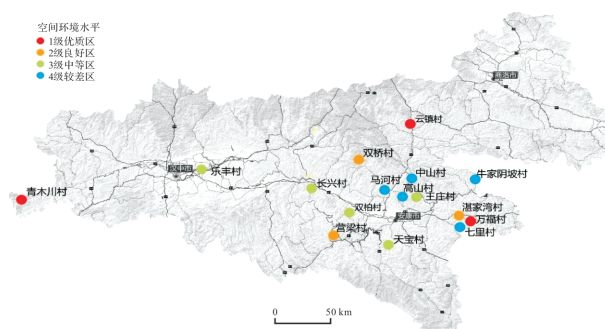 空间环境水平
1级优质区
2级良好区
3级中等区
4级较差区
商洛市
云镇村
双桥村
乐丰村
中山村
牛家阴坡村
马河村
长兴村
高山村
王庄村
青木川村
双柏村
湛家湾村
万福村
营梁村
七里村
天宝村
0 50 km